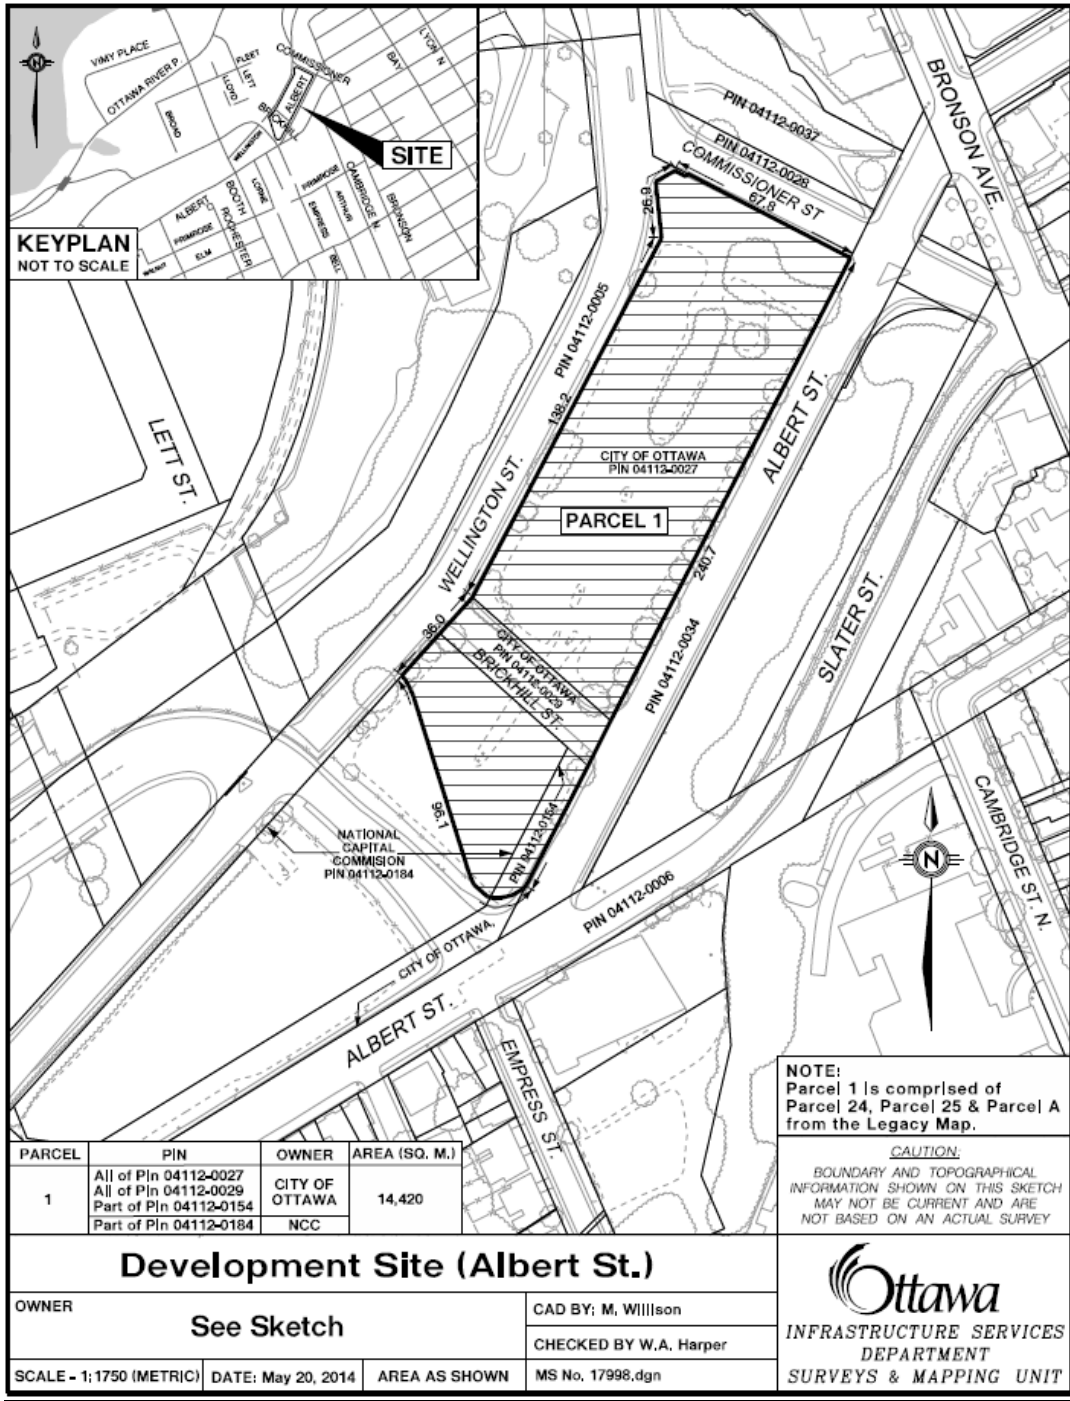 VIMY PLACE
OTTAWA RIVER P.
FLEET
LETT
LLOYD
COMMISSIONER
LYON N
BAY
BROAD
ALBERT
BRICKHILL
WELLINGTON
SITE
PRIMROSE
CAMBRIDGE N
BRONSON
ARTHUR
EMPRESS
BELL
LORNE
BOOTH
ROCHESTER
ALBERT
PRIMROSE
ELM
WALNUT
N
KEYPLAN
NOT TO SCALE
BRONSON AVE.
PIN 04112-0037
PIN 04112-0028
COMMISSIONER ST
67.8
26.9
PIN 04112-0005
138.2
WELLINGTON ST.
LETT ST.
CITY OF OTTAWA
PIN 04112-0027
PARCEL 1
ALBERT ST.
240.7
PIN 04112-0034
SLATER ST.
36.0
CITY OF OTTAWA
PIN 04112-0029
BRICKHILL ST.
96.1
PIN 04112-0154
NATIONAL
CAPITAL
COMMISION
PIN 04112-0184
CITY OF OTTAWA
PIN 04112-0006
ALBERT ST.
EMPRESS ST.
CAMBRIDGE ST. N.
N
NOTE:
Parcel 1 is comprised of
Parcel 24, Parcel 25 & Parcel A
from the Legacy Map.
CAUTION:
BOUNDARY AND TOPOGRAPHICAL
INFORMATION SHOWN ON THIS SKETCH
MAY NOT BE CURRENT AND ARE
NOT BASED ON AN ACTUAL SURVEY
PARCEL PIN OWNER AREA (SQ. M.)
1
All of Pin 04112-0027
All of Pin 04112-0029
Part of Pin 04112-0154
CITY OF
OTTAWA
14,420
Part of Pin 04112-0184 NCC
Development Site (Albert St.)
OWNER
See Sketch
CAD BY: M. Willison
CHECKED BY W.A. Harper
SCALE - 1:1750 (METRIC) DATE: May 20, 2014 AREA AS SHOWN MS No. 17998.dgn
Ottawa
INFRASTRUCTURE SERVICES
DEPARTMENT
SURVEYS & MAPPING UNIT